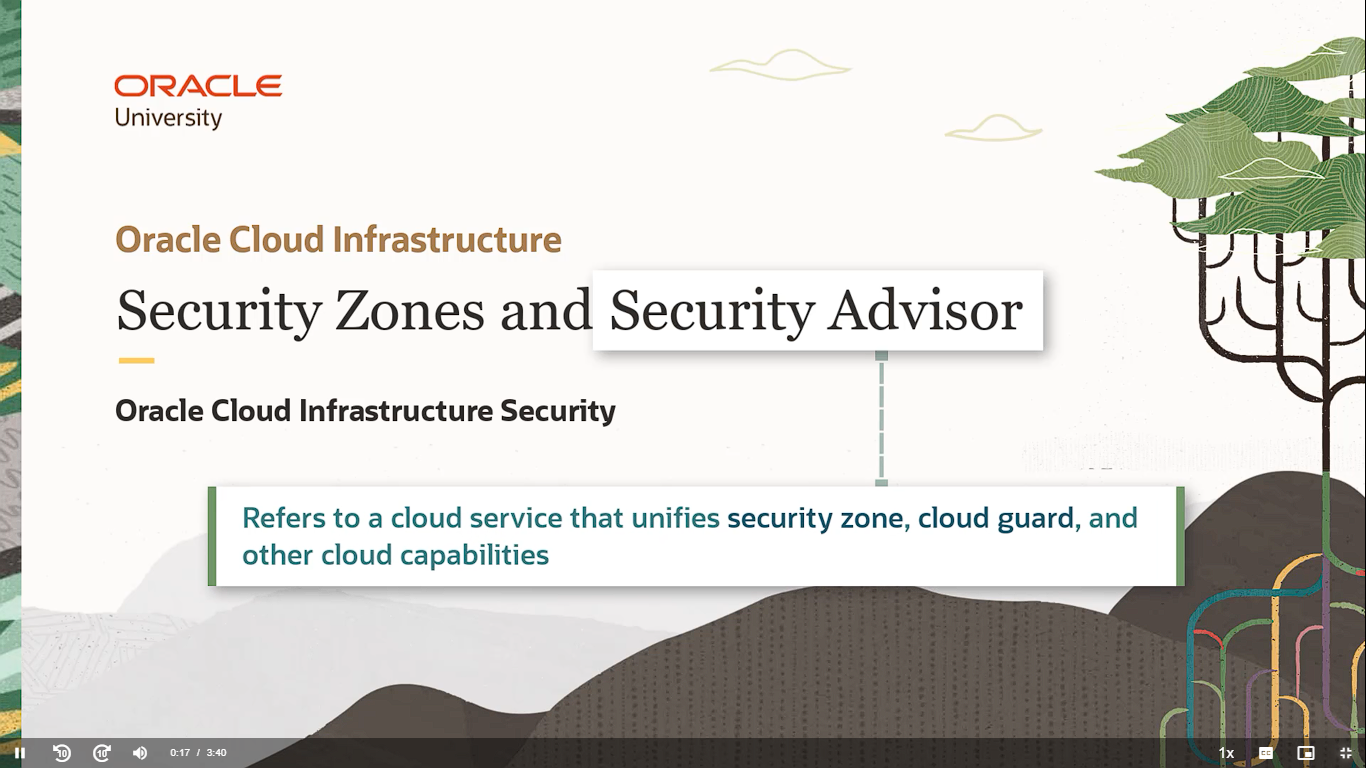 ORACLE
University
Oracle Cloud Infrastructure
Security Zones and Security Advisor
Oracle Cloud Infrastructure Security
Refers to a cloud service that unifies security zone, cloud guard, and
other cloud capabilities
10 10 0:17 / 3:40 1x CC